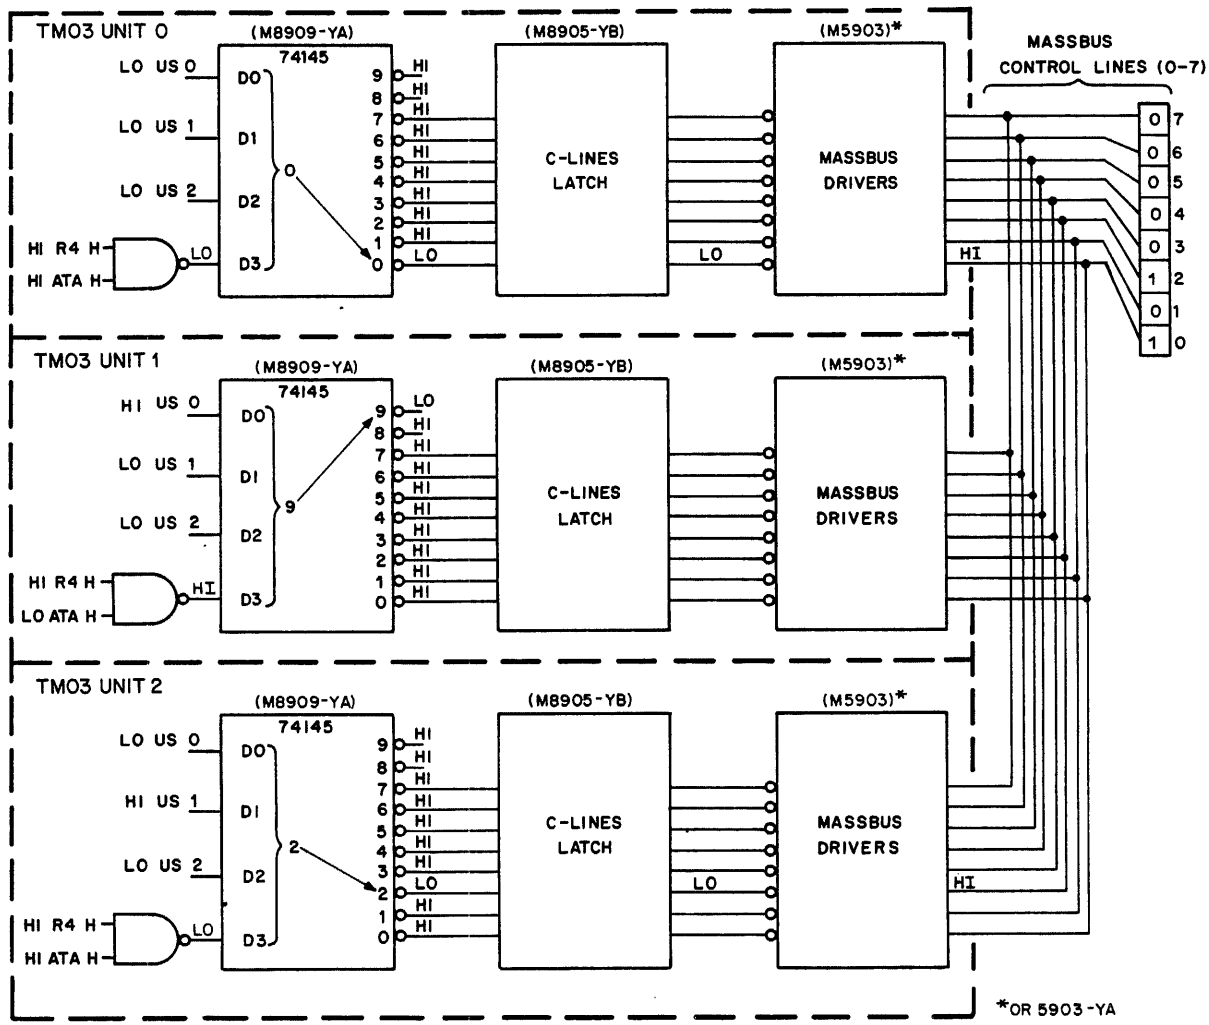 TM03 UNIT 0
(M8909-YA)
(M8905-YB)
(M5903)*
MASSBUS
CONTROL LINES (0-7)
74145
LO US 0
D0
LO US 1
D1
LO US 2
D2
HI R4 H
HI ATA H
LO
D3
0
9 HI
8 HI
7 HI
6 HI
5 HI
4 HI
3 HI
2 HI
1 HI
0 LO
C-LINES
LATCH
LO
MASSBUS
DRIVERS
HI
0 7
0 6
0 5
0 4
0 3
1 2
0 1
1 0
TM03 UNIT 1
(M8909-YA)
(M8905-YB)
(M5903)*
74145
HI US 0
D0
LO US 1
D1
LO US 2
D2
HI R4 H
LO ATA H
HI
D3
9
9 LO
8 HI
7 HI
6 HI
5 HI
4 HI
3 HI
2 HI
1 HI
0 HI
C-LINES
LATCH
MASSBUS
DRIVERS
TM03 UNIT 2
(M8909-YA)
(M8905-YB)
(M5903)*
74145
LO US 0
D0
HI US 1
D1
LO US 2
D2
HI R4 H
HI ATA H
LO
D3
2
9 HI
8 HI
7 HI
6 HI
5 HI
4 HI
3 HI
2 LO
1 HI
0 HI
C-LINES
LATCH
LO
MASSBUS
DRIVERS
HI
*OR 5903-YA